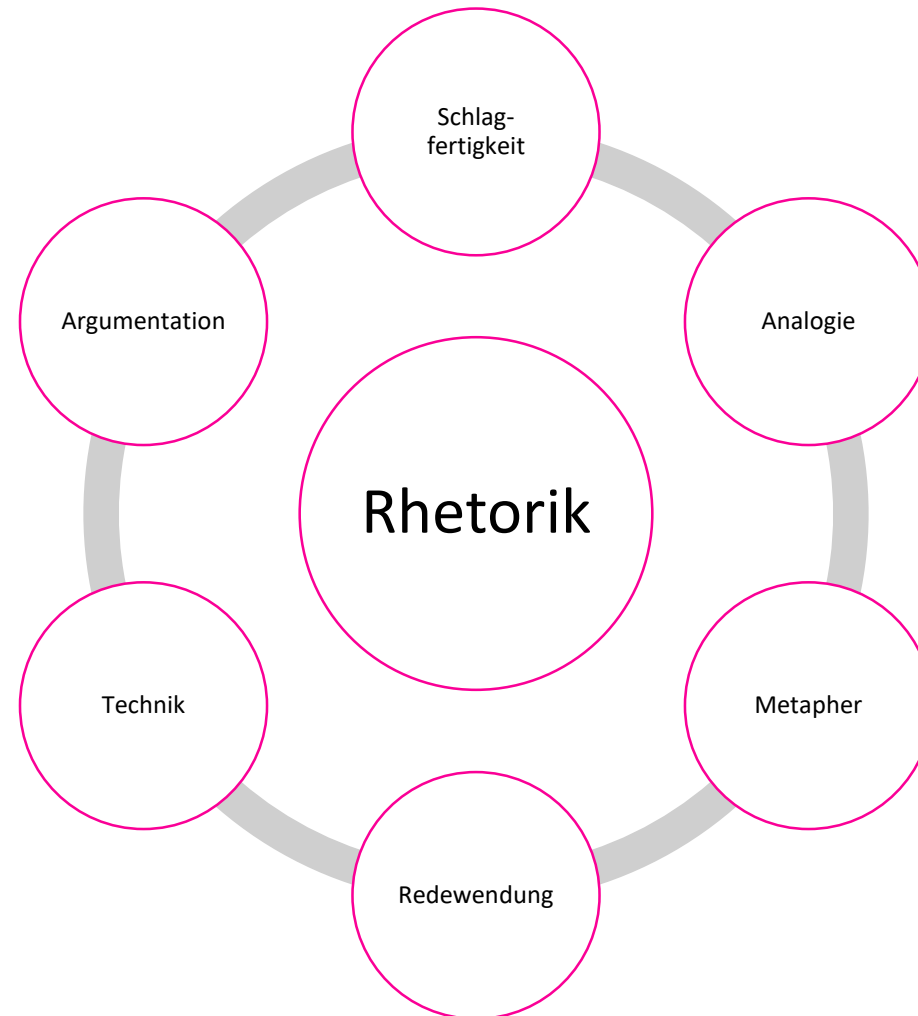 Schlag-
fertigkeit
Argumentation
Analogie
Rhetorik
Technik
Metapher
Redewendung